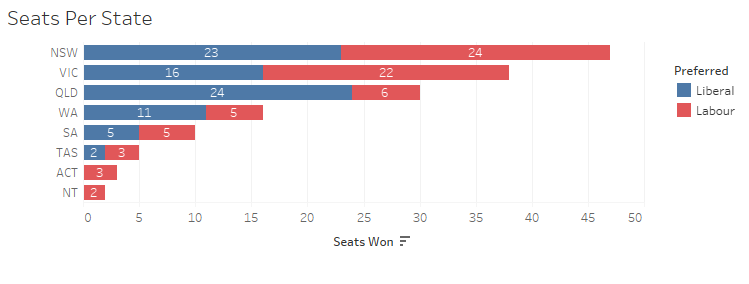 Seats Per State
NSW 23 24
VIC 16 22
QLD 24 6
WA 11 5
SA 5 5
TAS 2 3
ACT 3
NT 2
0 5 10 15 20 25 30 35 40 45 50
Seats Won
Preferred
Liberal
Labour